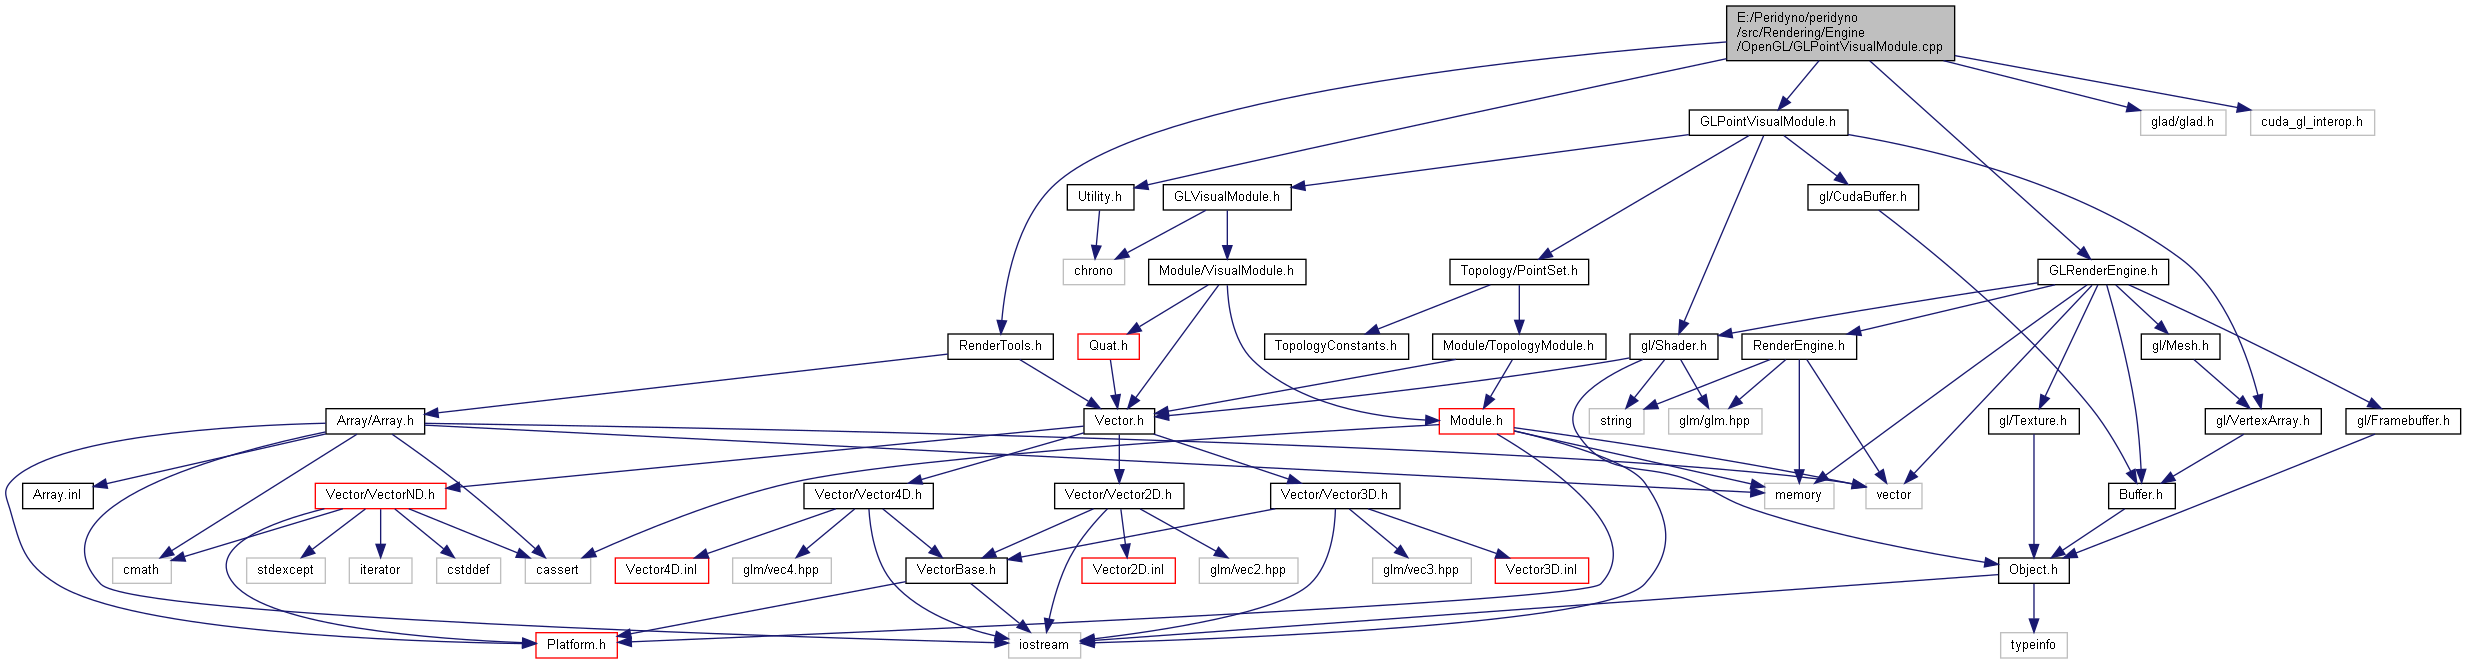 E:/Peridyno/peridyno
/src/Rendering/Engine
/OpenGL/GLPointVisualModule.cpp
GLPointVisualModule.h
glad/glad.h
cuda_gl_interop.h
Utility.h
GLVisualModule.h
gl/CudaBuffer.h
chrono
Module/VisualModule.h
Topology/PointSet.h
GLRenderEngine.h
RenderTools.h
Quat.h
TopologyConstants.h
Module/TopologyModule.h
gl/Shader.h
RenderEngine.h
gl/Mesh.h
Array/Array.h
Vector.h
Module.h
string
glm/glm.hpp
gl/Texture.h
gl/VertexArray.h
gl/Framebuffer.h
Array.inl
Vector/VectorND.h
Vector/Vector4D.h
Vector/Vector2D.h
Vector/Vector3D.h
memory
vector
Buffer.h
cmath
stdexcept
iterator
cstddef
cassert
Vector4D.inl
glm/vec4.hpp
VectorBase.h
Vector2D.inl
glm/vec2.hpp
glm/vec3.hpp
Vector3D.inl
Object.h
Platform.h
iostream
typeinfo